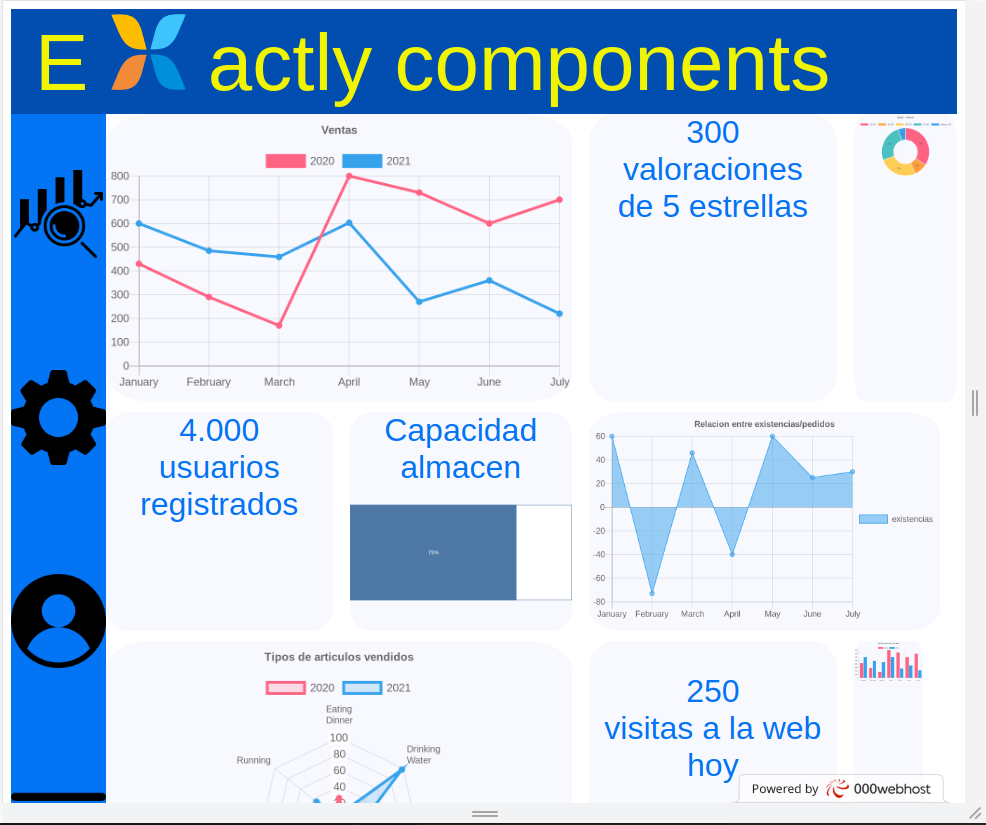 E actly components
Ventas
2020 2021
800
700
600
500
400
300
200
100
0
January February March April May June July
300
valoraciones
de 5 estrellas
4.000
usuarios
registrados
Capacidad
almacen
75%
Relacion entre existencias/pedidos
60
40
20
0
-20
-40
-60
-80
January February March April May June July
existencias
Tipos de articulos vendidos
2020 2021
Eating
Dinner
Drinking
Water
Running
100
80
60
40
250
visitas a la web
hoy
Powered by 000webhost